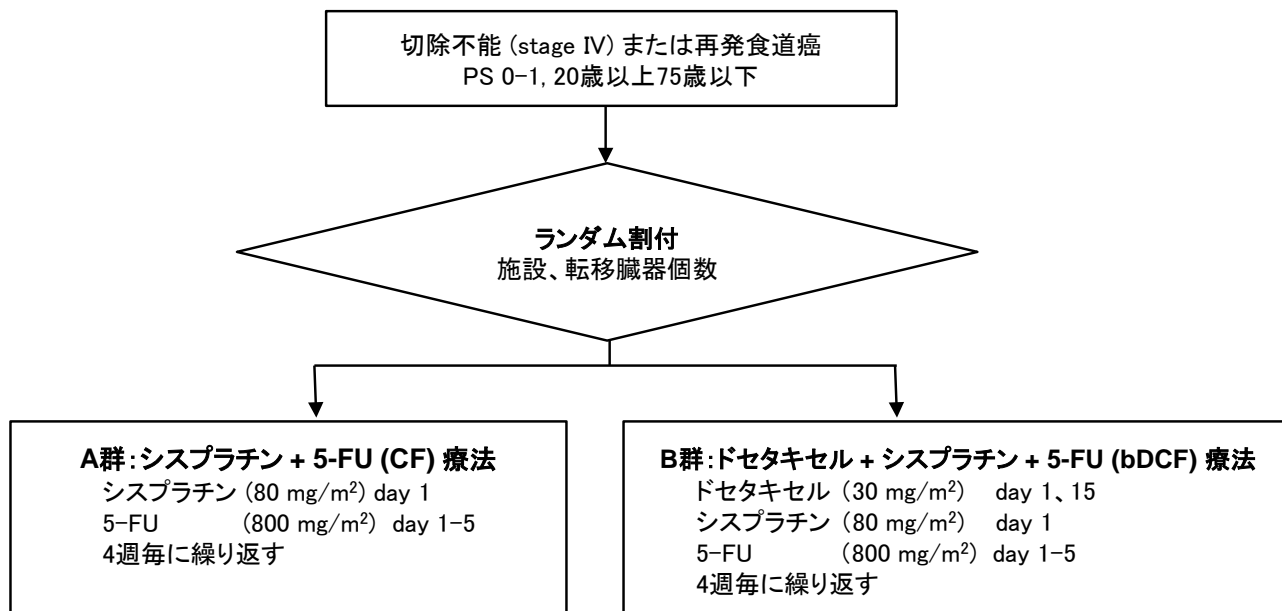 切除不能 (stage IV) または再発食道癌
PS 0-1, 20歳以上75歳以下
ランダム割付
施設、転移臓器個数
A群：シスプラチン + 5-FU (CF) 療法
シスプラチン (80 mg/m²) day 1
5-FU (800 mg/m²) day 1-5
4週毎に繰り返す
B群：ドセタキセル + シスプラチン + 5-FU (bDCF) 療法
ドセタキセル (30 mg/m²) day 1、15
シスプラチン (80 mg/m²) day 1
5-FU (800 mg/m²) day 1-5
4週毎に繰り返す